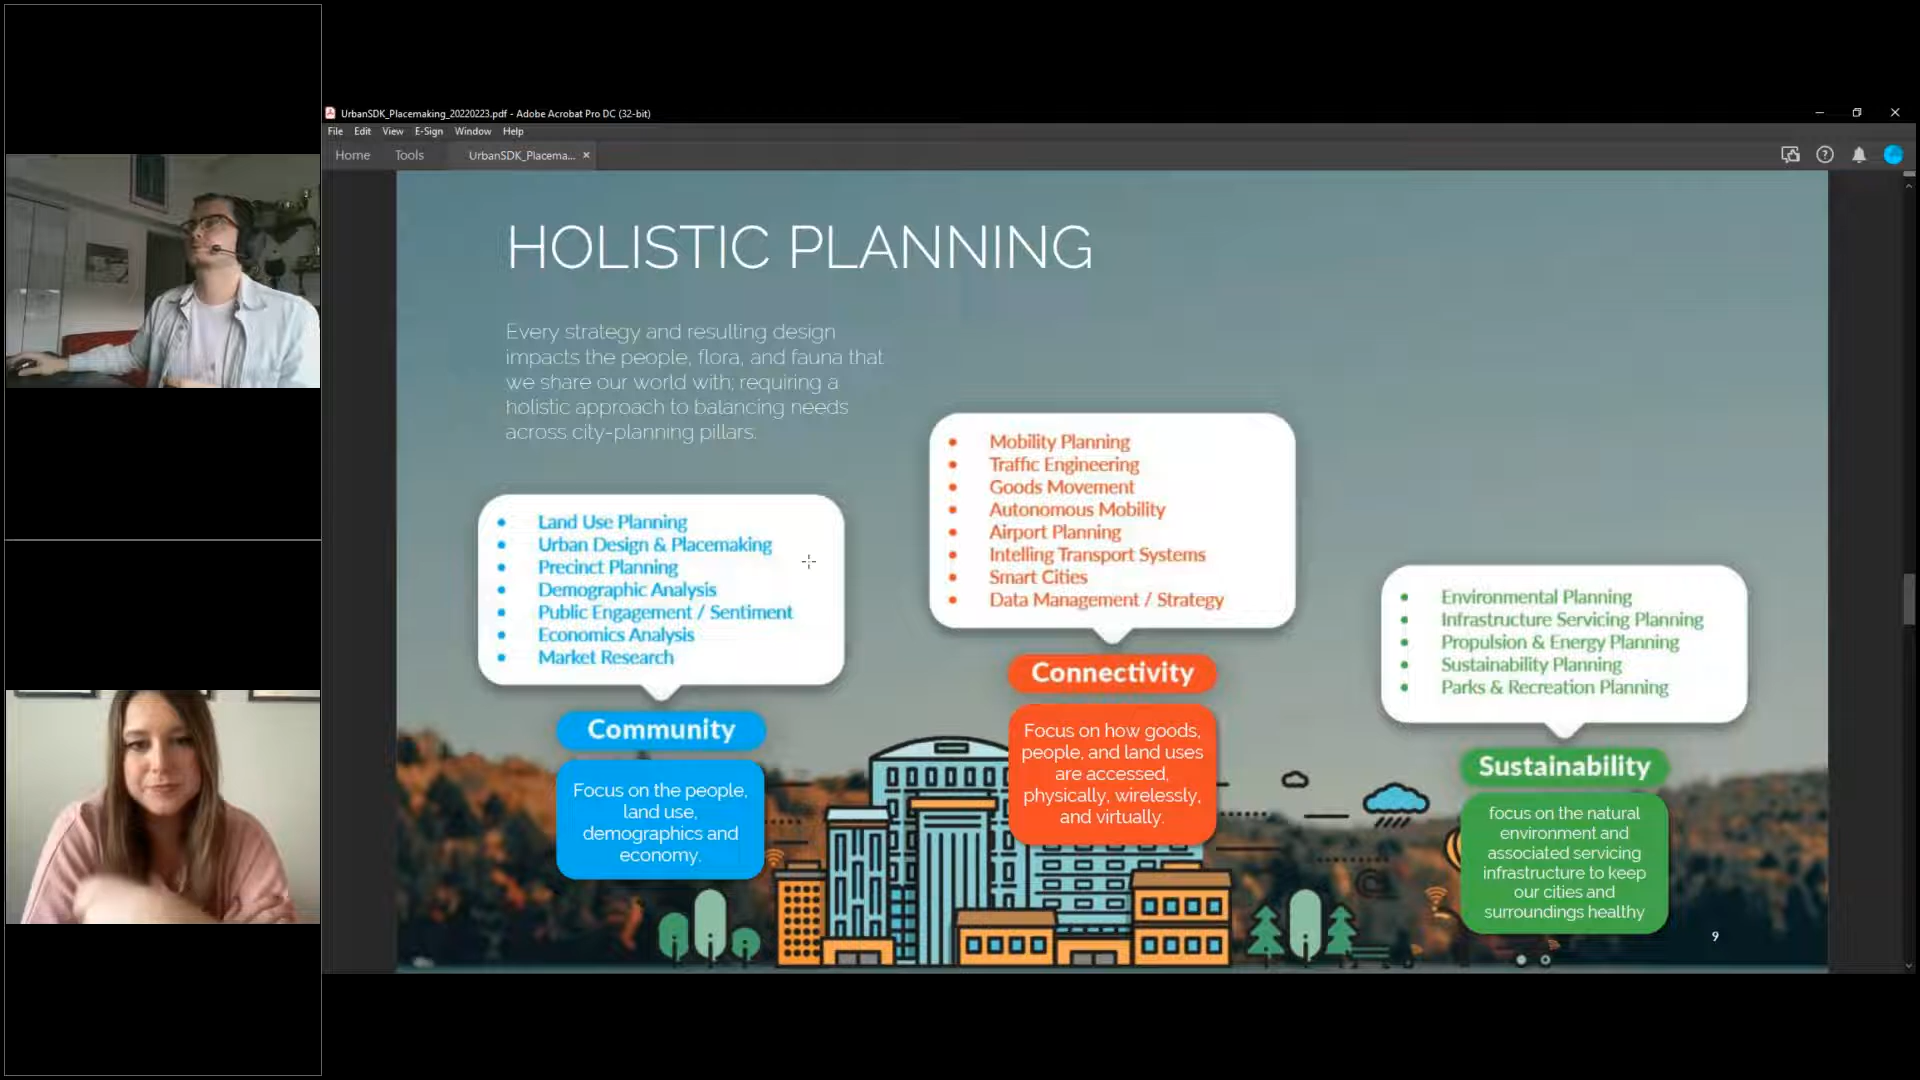 UrbanSDK_Placemaking_20220223.pdf - Adobe Acrobat Pro DC (32-bit)
File Edit View E-Sign Window Help
Home Tools UrbanSDK_Placema... ×
HOLISTIC PLANNING
Every strategy and resulting design
impacts the people, flora, and fauna that
we share our world with; requiring a
holistic approach to balancing needs
across city-planning pillars:
• Land Use Planning
• Urban Design & Placemaking
• Precinct Planning
• Demographic Analysis
• Public Engagement / Sentiment
• Economics Analysis
• Market Research
Community
Focus on the people,
land use,
demographics and
economy.
• Mobility Planning
• Traffic Engineering
• Goods Movement
• Autonomous Mobility
• Airport Planning
• Intelling Transport Systems
• Smart Cities
• Data Management / Strategy
Connectivity
Focus on how goods,
people, and land uses
are accessed,
physically, wirelessly,
and virtually.
• Environmental Planning
• Infrastructure Servicing Planning
• Propulsion & Energy Planning
• Sustainability Planning
• Parks & Recreation Planning
Sustainability
focus on the natural
environment and
associated servicing
infrastructure to keep
our cities and
surroundings healthy
9